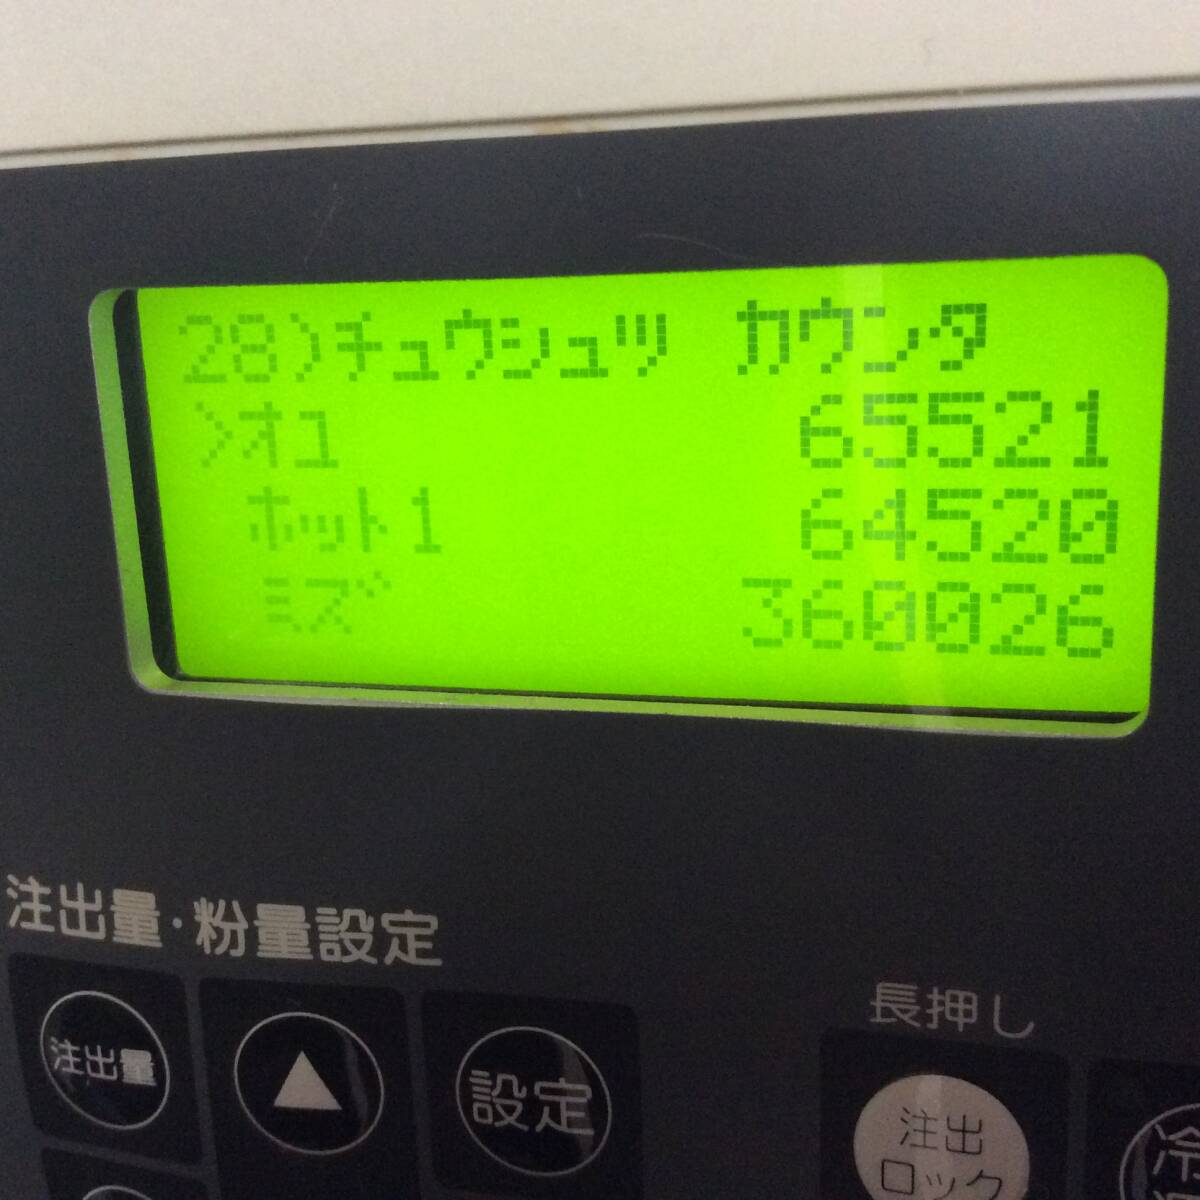 28)チュウシュツ カウンタ
>オユ 65521
ホット1 64520
ミズ 360026
注出量・粉量設定
長押し
注出量
▲
設定
注出
ロック
冷